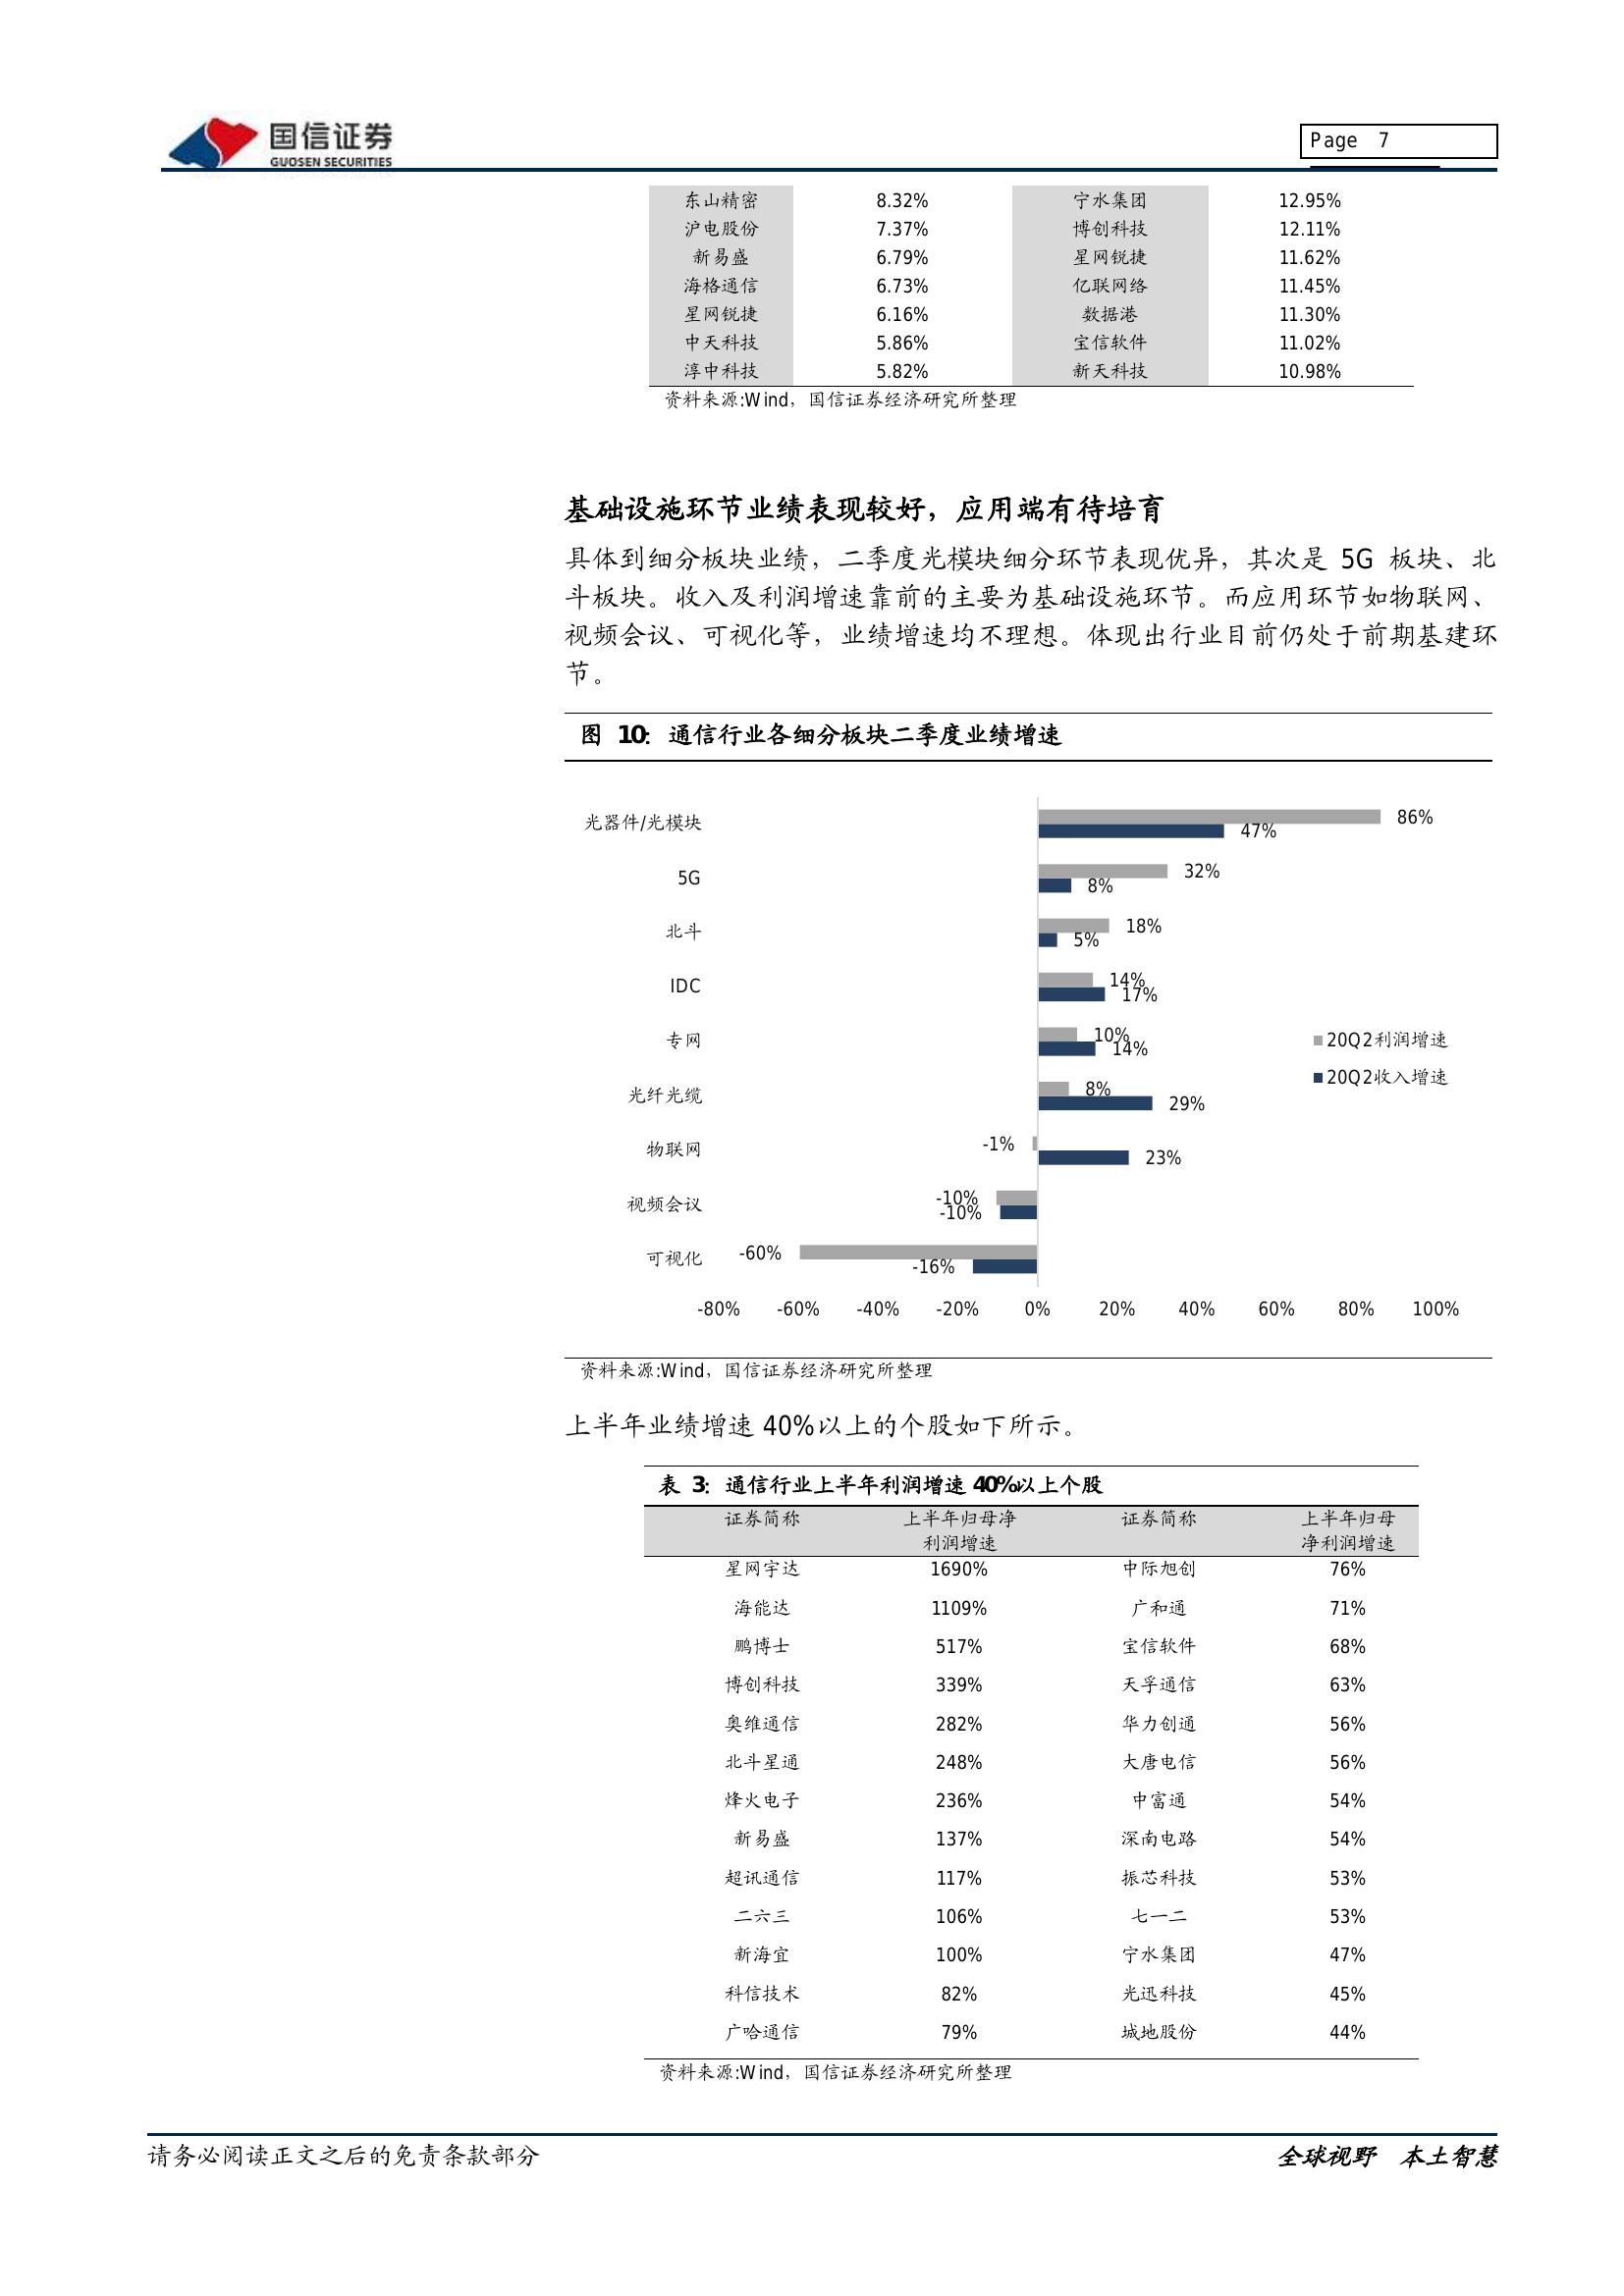 国信证券
GUOSEN SECURITIES
Page 7
东山精密 8.32% 宁水集团 12.95%
沪电股份 7.37% 博创科技 12.11%
新易盛 6.79% 星网锐捷 11.62%
海格通信 6.73% 亿联网络 11.45%
星网锐捷 6.16% 数据港 11.30%
中天科技 5.86% 宝信软件 11.02%
淳中科技 5.82% 新天科技 10.98%
资料来源:Wind，国信证券经济研究所整理
基础设施环节业绩表现较好，应用端有待培育
具体到细分板块业绩，二季度光模块细分环节表现优异，其次是 5G 板块、北
斗板块。收入及利润增速靠前的主要为基础设施环节。而应用环节如物联网、
视频会议、可视化等，业绩增速均不理想。体现出行业目前仍处于前期基建环
节。
图 10：通信行业各细分板块二季度业绩增速
光器件/光模块 86%
47%
5G 32%
8%
北斗 18%
5%
IDC 14%
17%
专网 10%
14%
20Q2利润增速
20Q2收入增速
光纤光缆 8%
29%
物联网 -1%
23%
视频会议 -10%
-10%
可视化 -60%
-16%
-80% -60% -40% -20% 0% 20% 40% 60% 80% 100%
资料来源:Wind，国信证券经济研究所整理
上半年业绩增速 40%以上的个股如下所示。
表 3：通信行业上半年利润增速 40%以上个股
证券简称 上半年归母净 证券简称 上半年归母
利润增速 净利润增速
星网宇达 1690% 中际旭创 76%
海能达 1109% 广和通 71%
鹏博士 517% 宝信软件 68%
博创科技 339% 天孚通信 63%
奥维通信 282% 华力创通 56%
北斗星通 248% 大唐电信 56%
烽火电子 236% 中富通 54%
新易盛 137% 深南电路 54%
超讯通信 117% 振芯科技 53%
二六三 106% 七一二 53%
新海宜 100% 宁水集团 47%
科信技术 82% 光迅科技 45%
广哈通信 79% 城地股份 44%
资料来源:Wind，国信证券经济研究所整理
请务必阅读正文之后的免责条款部分 全球视野 本土智慧